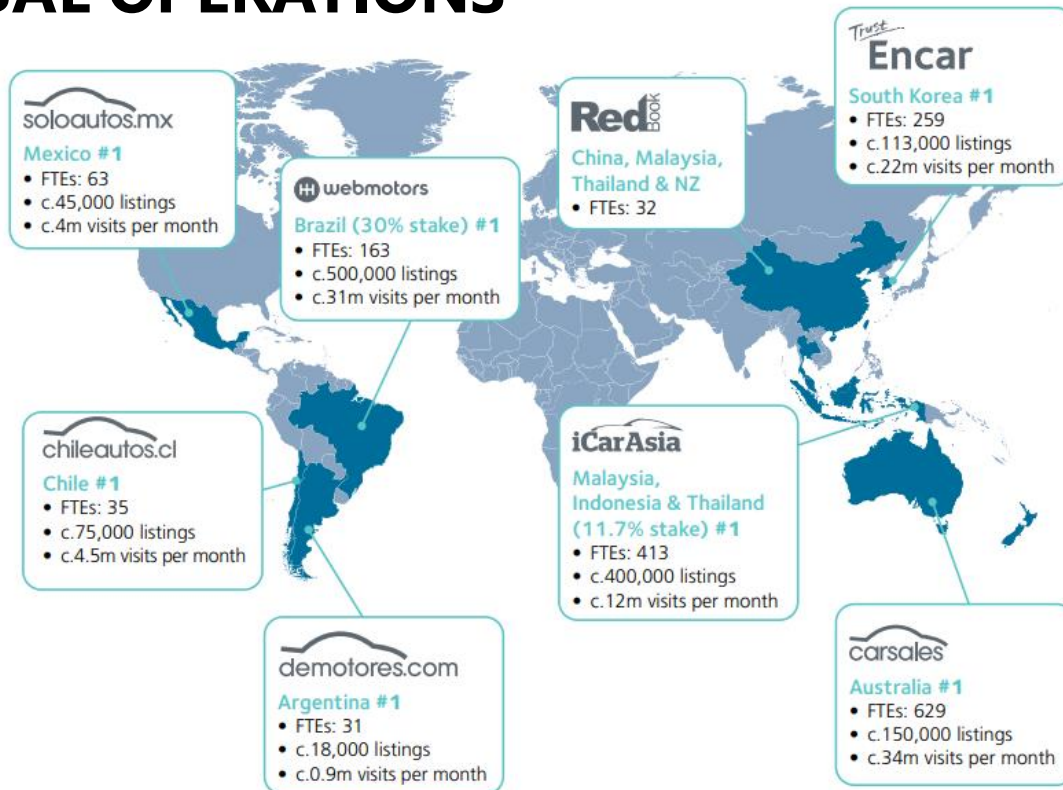 BAL OPERATIONS
soloautos.mx
Mexico #1
• FTEs: 63
• c.45,000 listings
• c.4m visits per month
webmotors
Brazil (30% stake) #1
• FTEs: 163
• c.500,000 listings
• c.31m visits per month
RedBook
China, Malaysia,
Thailand & NZ
• FTEs: 32
Trust
Encar
South Korea #1
• FTEs: 259
• c.113,000 listings
• c.22m visits per month
chileautos.cl
Chile #1
• FTEs: 35
• c.75,000 listings
• c.4.5m visits per month
iCarAsia
Malaysia,
Indonesia & Thailand
(11.7% stake) #1
• FTEs: 413
• c.400,000 listings
• c.12m visits per month
demotores.com
Argentina #1
• FTEs: 31
• c.18,000 listings
• c.0.9m visits per month
carsales
Australia #1
• FTEs: 629
• c.150,000 listings
• c.34m visits per month